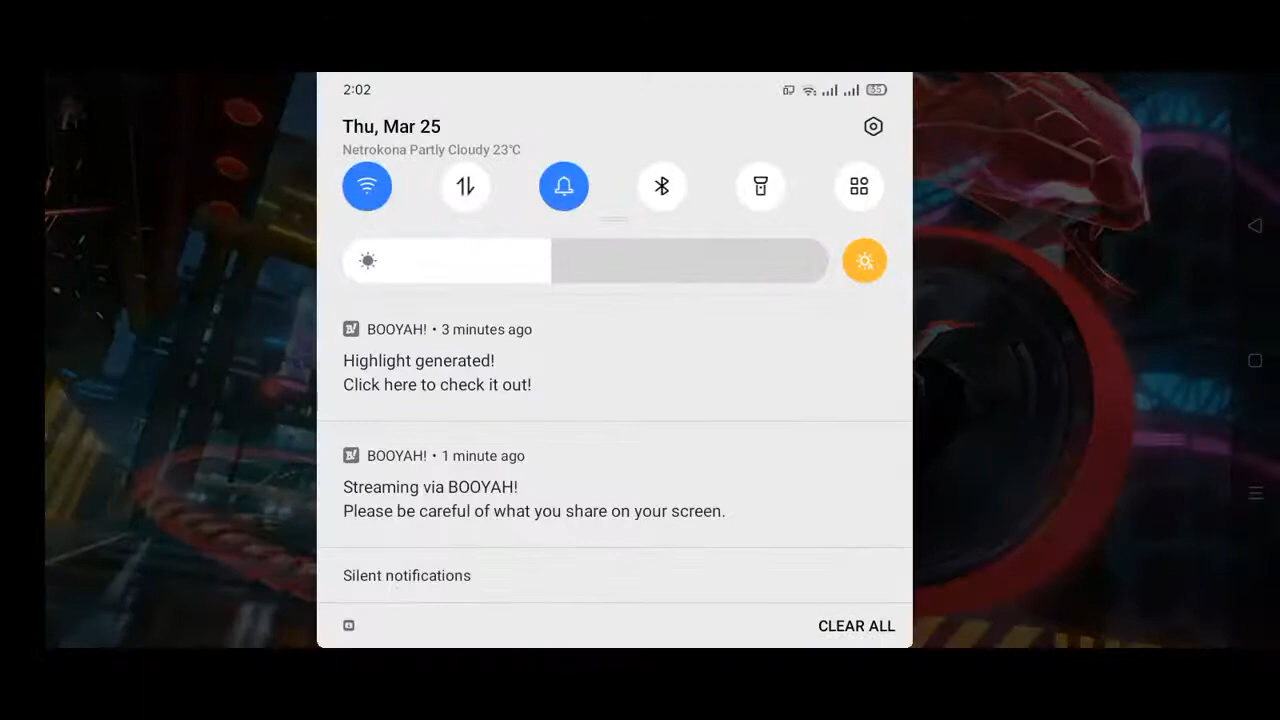 2:02
35
Thu, Mar 25
Netrokona Partly Cloudy 23°C
BOOYAH! • 3 minutes ago
Highlight generated!
Click here to check it out!
BOOYAH! • 1 minute ago
Streaming via BOOYAH!
Please be careful of what you share on your screen.
Silent notifications
CLEAR ALL